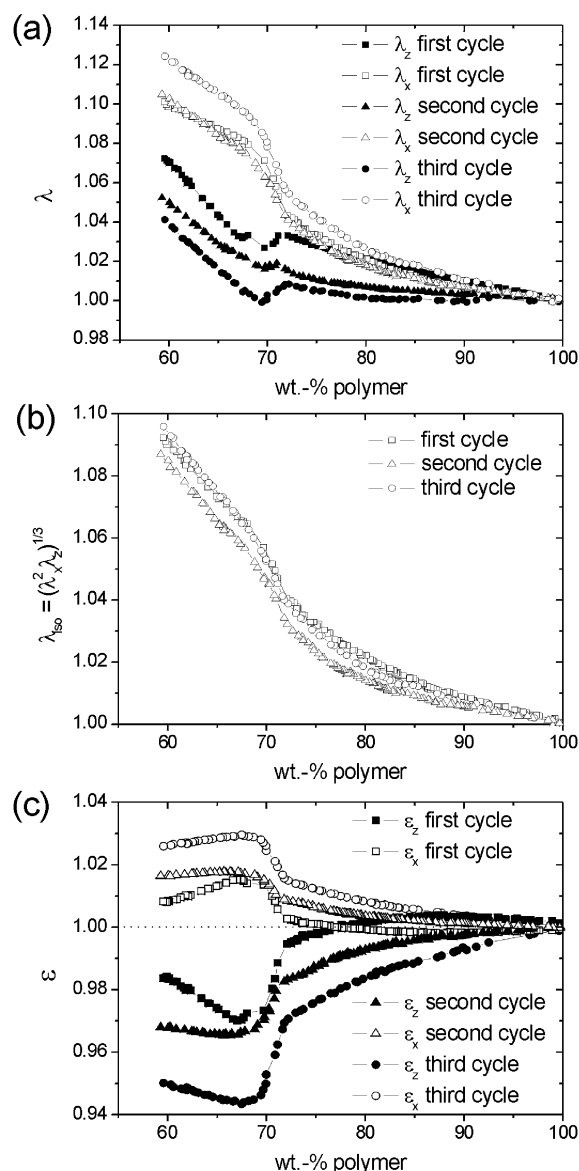 (a)
1.14
1.12
1.10
1.08
1.06
1.04
1.02
1.00
0.98
λ
λz first cycle
λx first cycle
λz second cycle
λx second cycle
λz third cycle
λx third cycle
60 70 80 90 100
wt.-% polymer
(b)
1.10
1.08
1.06
1.04
1.02
1.00
λiso = (λx²λz)^1/3
first cycle
second cycle
third cycle
60 70 80 90 100
wt.-% polymer
(c)
1.04
1.02
1.00
0.98
0.96
0.94
ε
εz first cycle
εx first cycle
εz second cycle
εx second cycle
εz third cycle
εx third cycle
60 70 80 90 100
wt.-% polymer